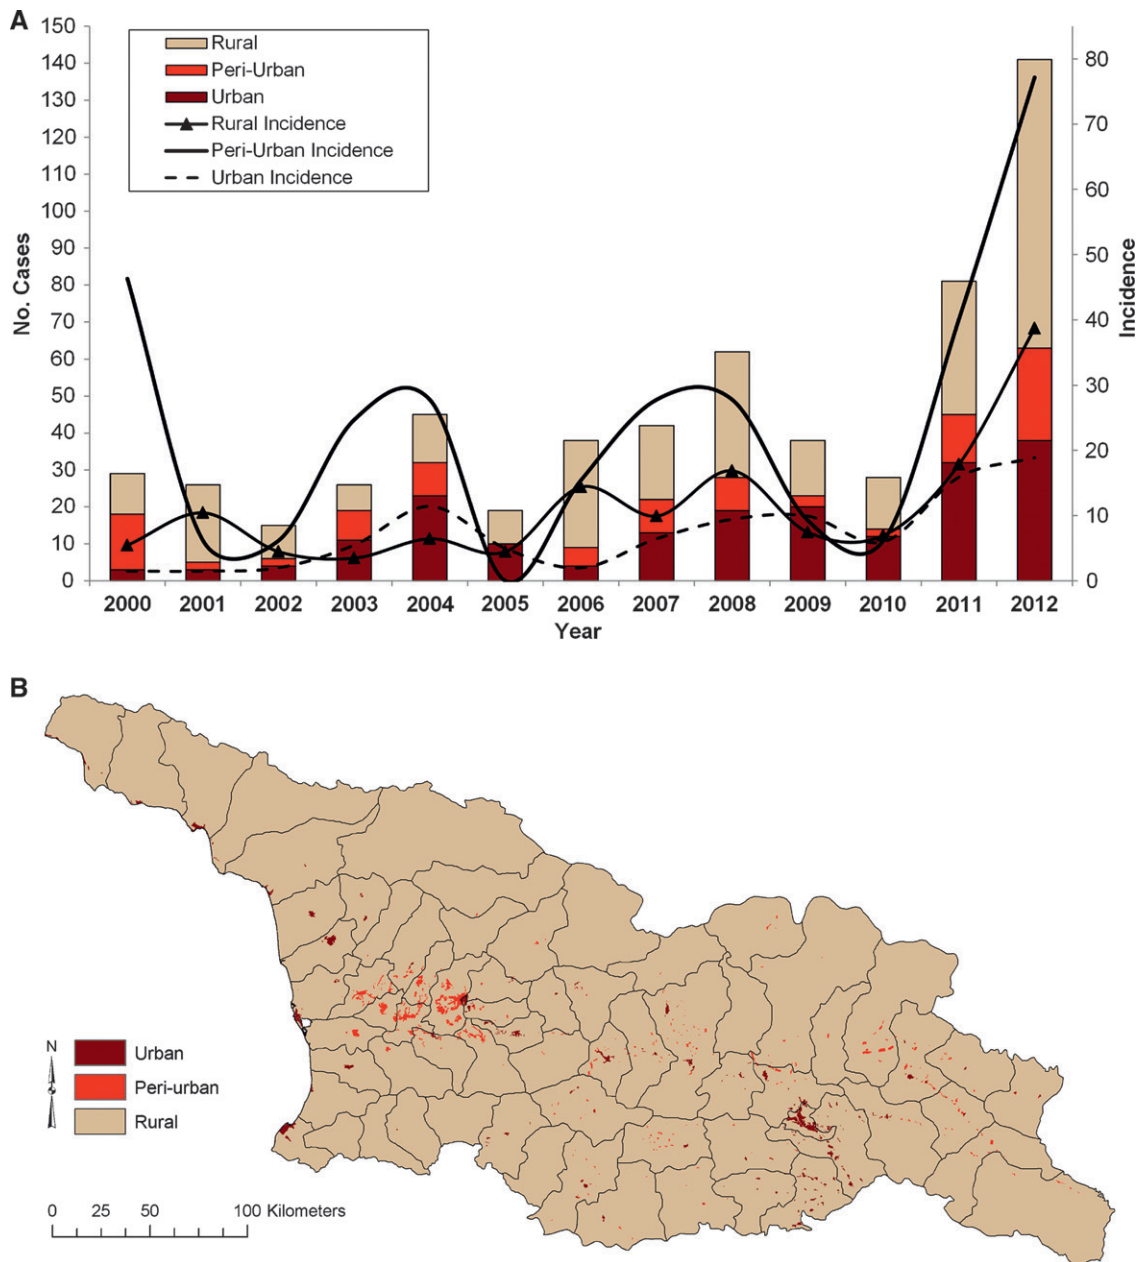 A
150
140
130
120
110
100
90
80
70
60
50
40
30
20
10
0
No. Cases
Rural
Peri-Urban
Urban
Rural Incidence
Peri-Urban Incidence
Urban Incidence
80
70
60
50
40
30
20
10
0
Incidence
2000 2001 2002 2003 2004 2005 2006 2007 2008 2009 2010 2011 2012
Year
B
N
Urban
Peri-urban
Rural
0 25 50 100 Kilometers